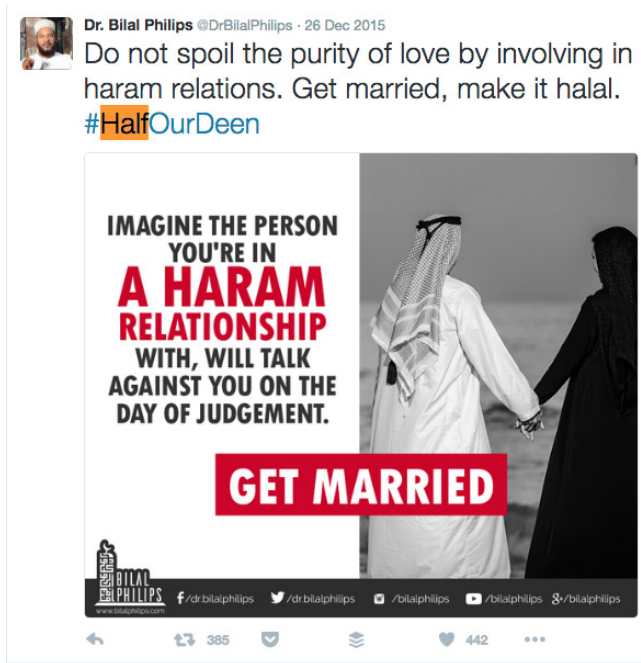 Dr. Bilal Philips @DrBilalPhilips · 26 Dec 2015
Do not spoil the purity of love by involving in
haram relations. Get married, make it halal.
#HalfOurDeen
IMAGINE THE PERSON
YOU'RE IN
A HARAM
RELATIONSHIP
WITH, WILL TALK
AGAINST YOU ON THE
DAY OF JUDGEMENT.
GET MARRIED
BILAL
PHILIPS
www.bilalphilips.com
f/dr.bilalphilips /dr.bilalphilips /bilalphilips /bilalphilips g+/bilalphilips
385 442